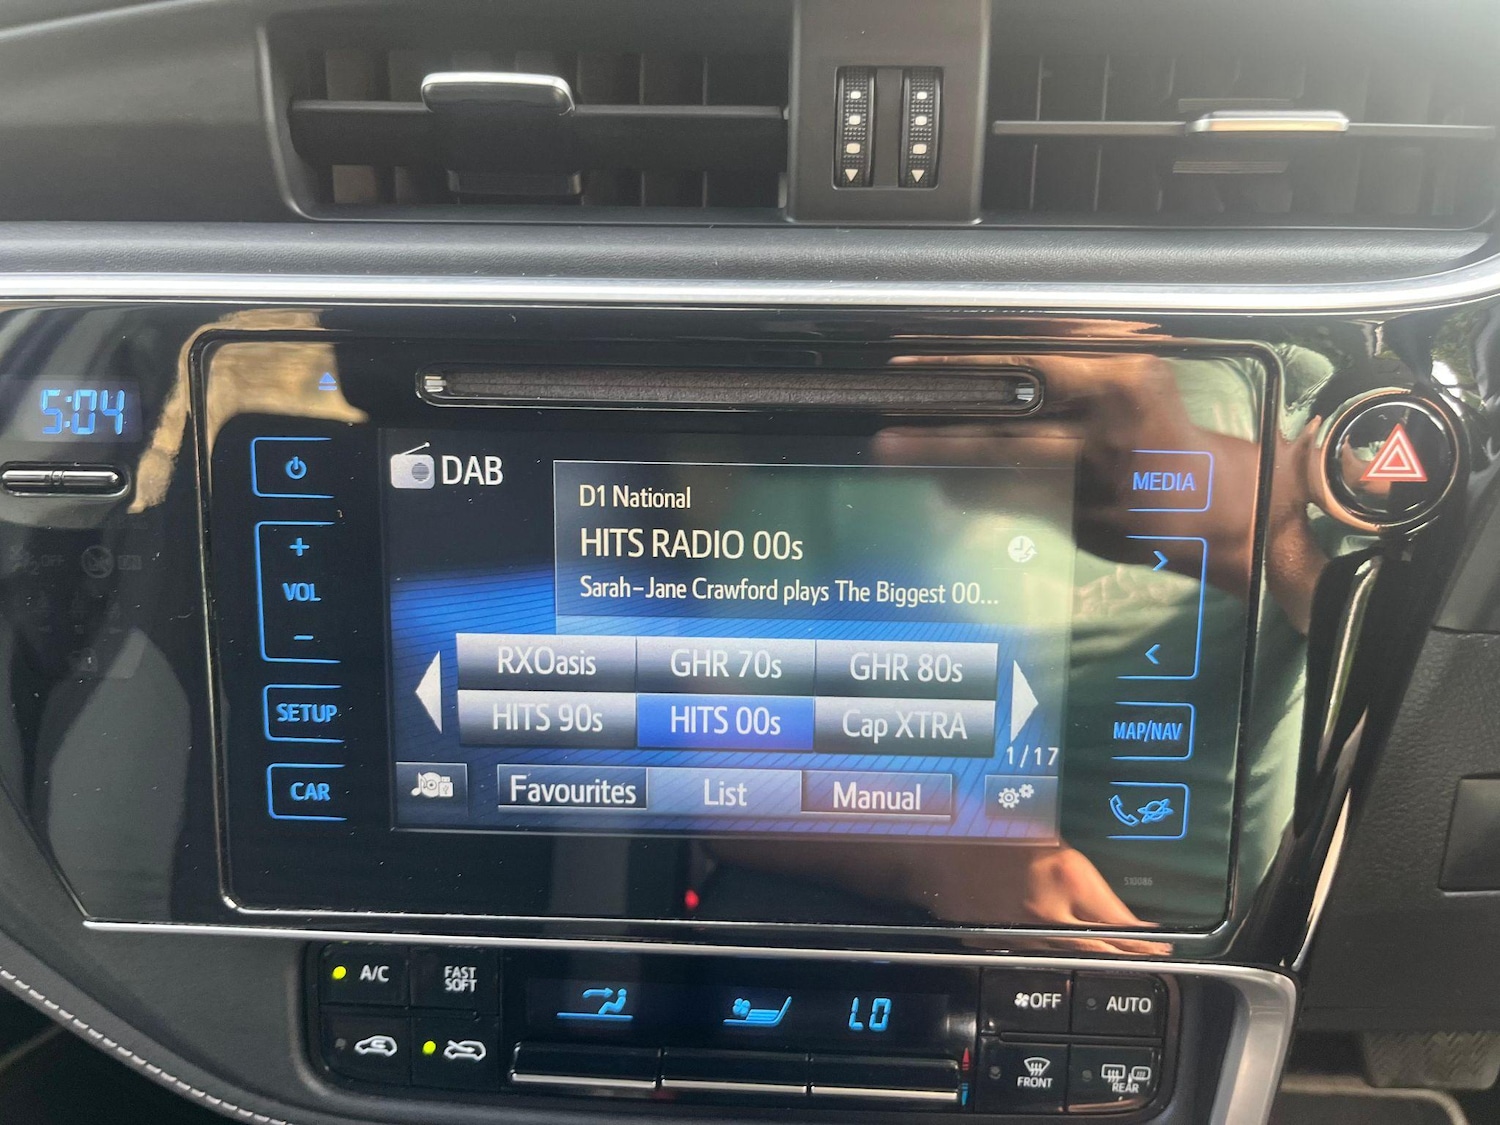 5:04
DAB
D1 National
HITS RADIO 00s
Sarah-Jane Crawford plays The Biggest 00...
MEDIA
+
VOL
-
SETUP
CAR
RXOasis GHR 70s GHR 80s
HITS 90s HITS 00s Cap XTRA
1/17
Favourites List Manual
MAP/NAV
510086
A/C
FAST
SOFT
LO
OFF
AUTO
FRONT
REAR